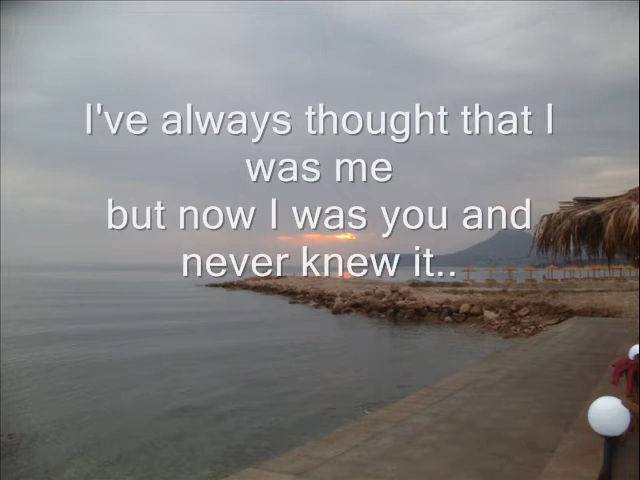 I've always thought that I
was me
but now I was you and
never knew it..